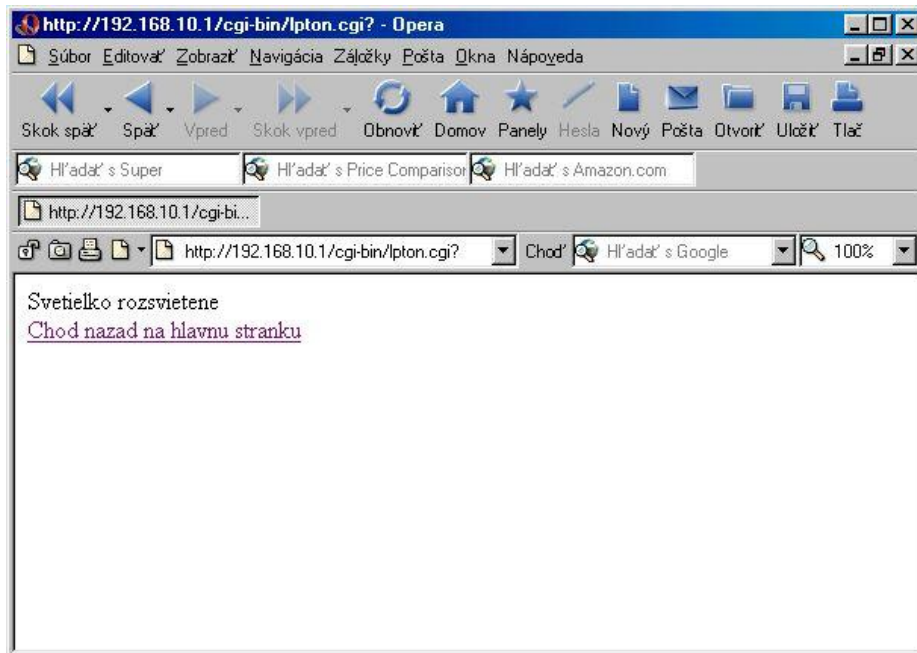 http://192.168.10.1/cgi-bin/lpton.cgi? - Opera
Súbor Editovať Zobraziť Navigácia Záložky Pošta Okna Nápoveda
Skok späť Späť Vpred Skok vpred Obnoviť Domov Panely Hesla Nový Pošta Otvoriť Uložiť Tlač
Hľadať s Super Hľadať s Price Comparison Hľadať s Amazon.com
http://192.168.10.1/cgi-bi...
http://192.168.10.1/cgi-bin/lpton.cgi? Choď Hľadať s Google 100%
Svetielko rozsvietene
Chod nazad na hlavnu stranku